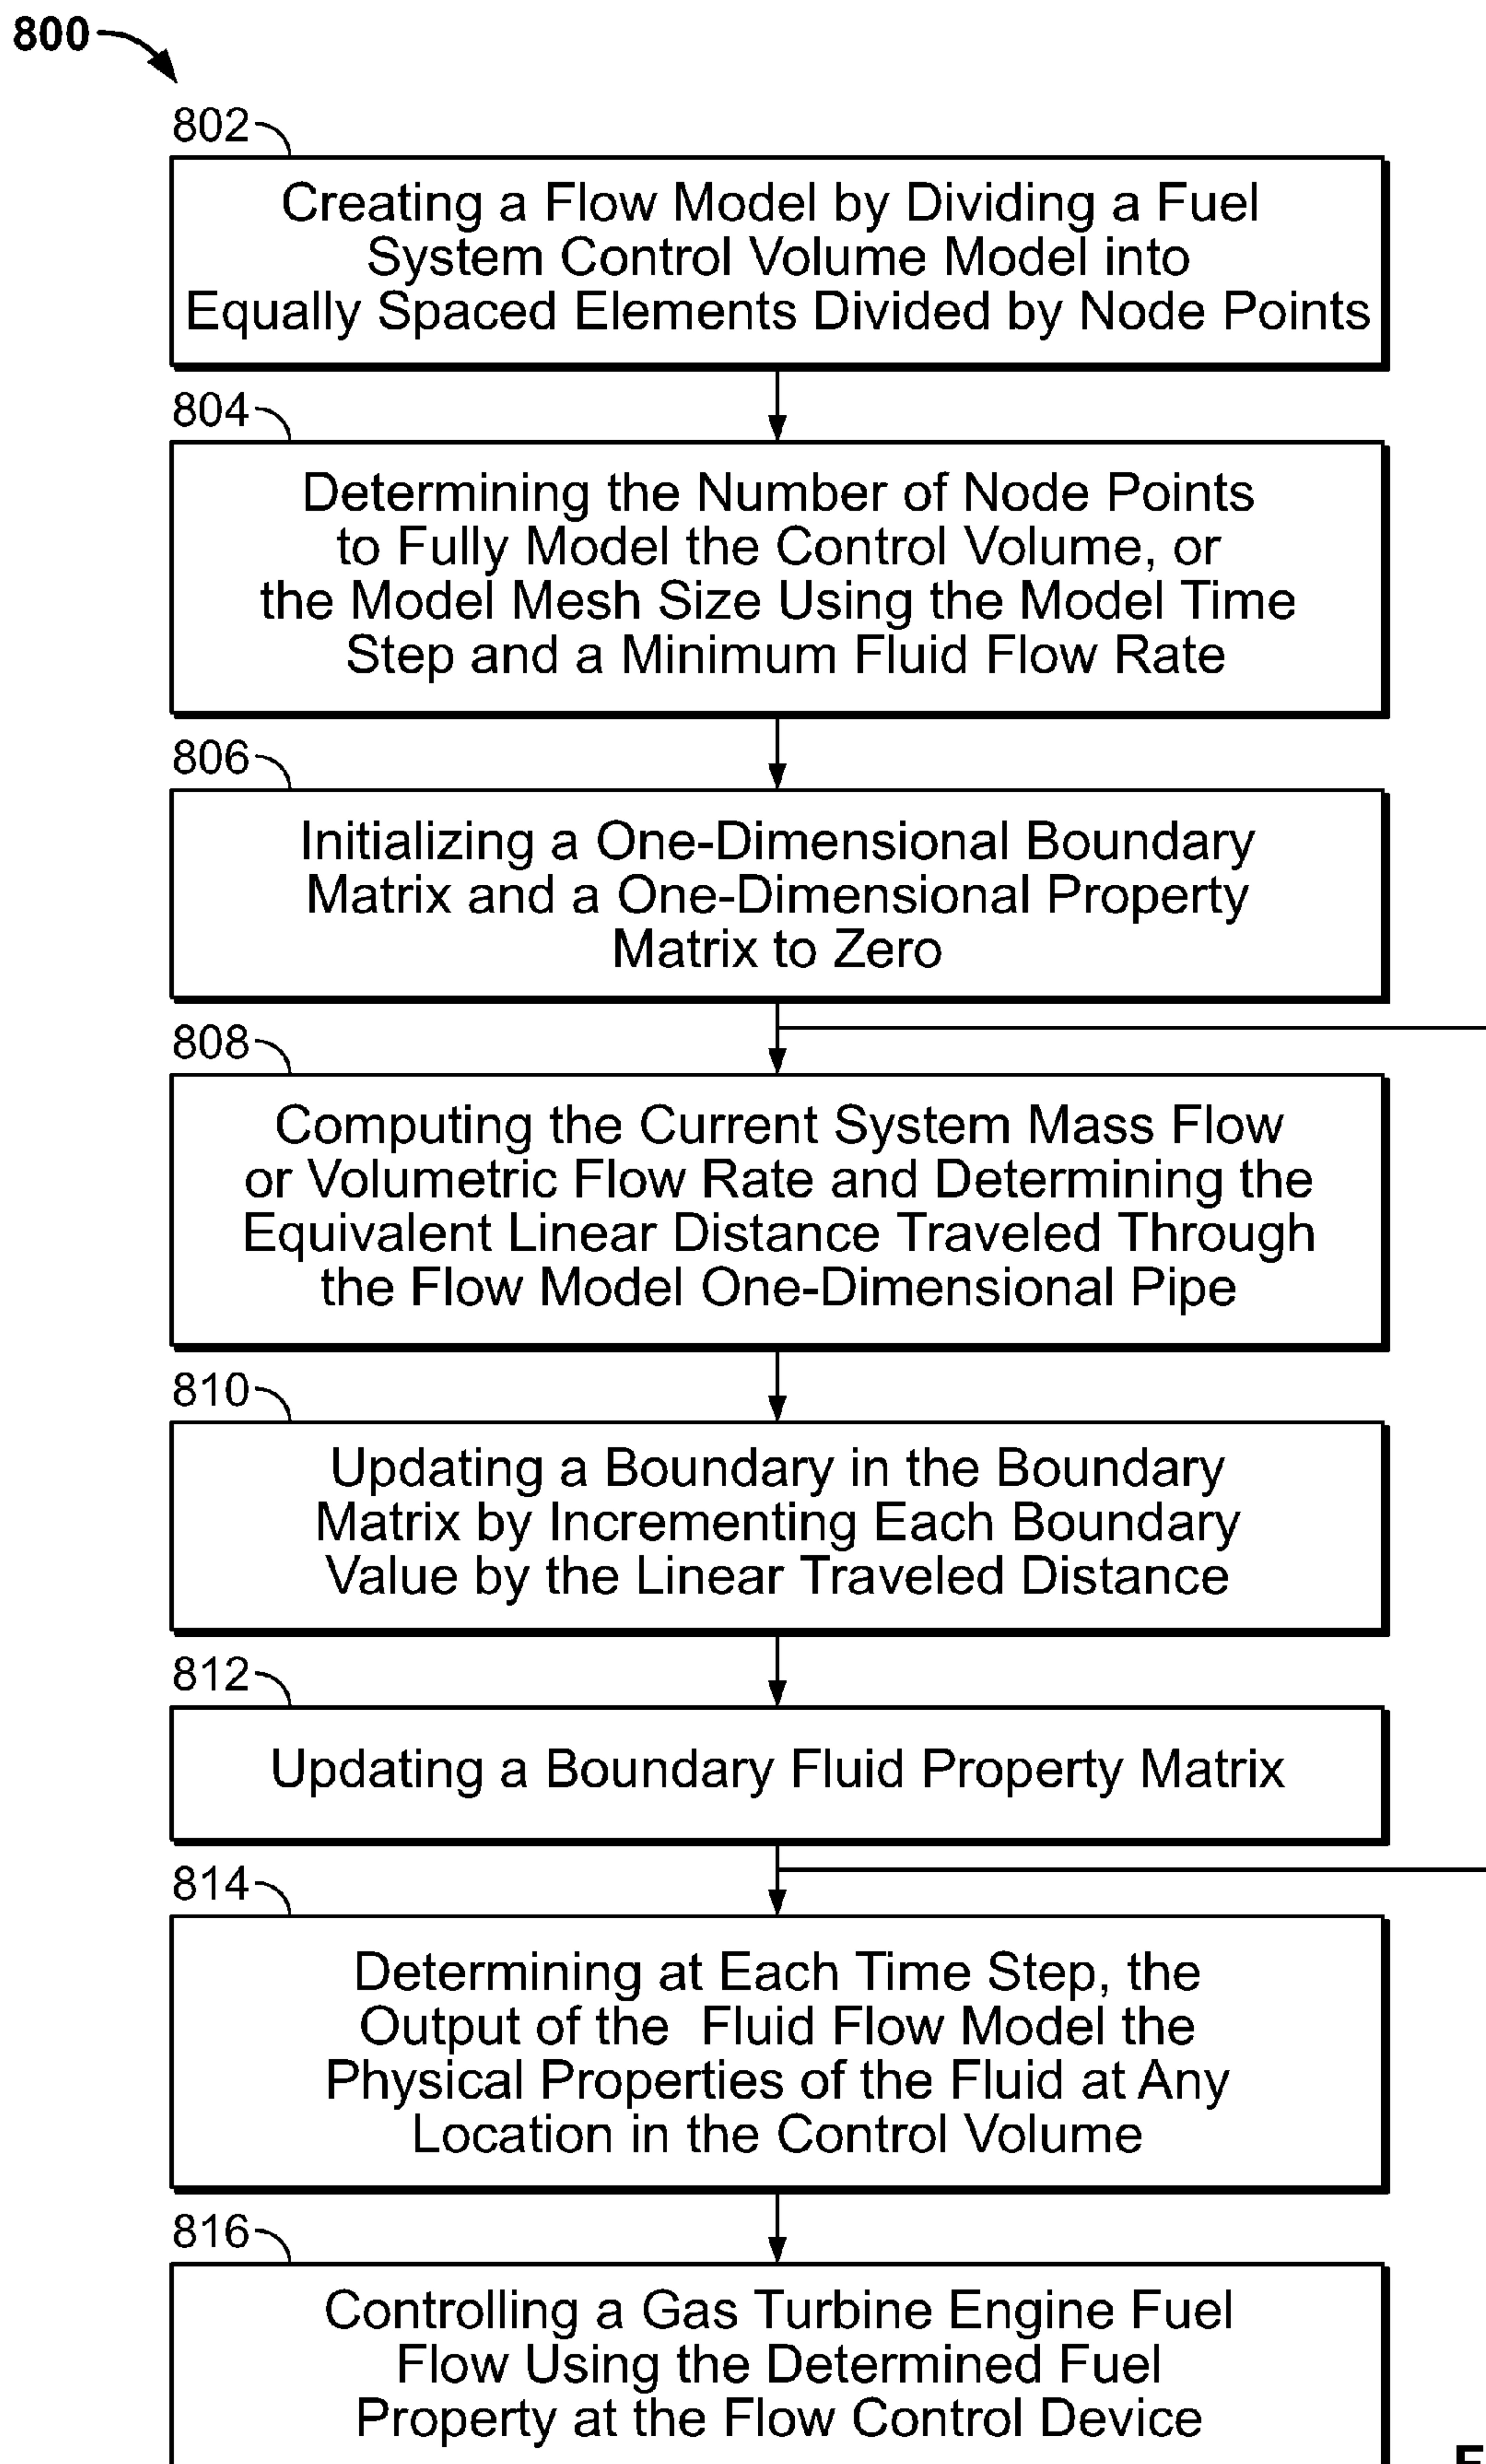 800
802
Creating a Flow Model by Dividing a Fuel
System Control Volume Model into
Equally Spaced Elements Divided by Node Points
804
Determining the Number of Node Points
to Fully Model the Control Volume, or
the Model Mesh Size Using the Model Time
Step and a Minimum Fluid Flow Rate
806
Initializing a One-Dimensional Boundary
Matrix and a One-Dimensional Property
Matrix to Zero
808
Computing the Current System Mass Flow
or Volumetric Flow Rate and Determining the
Equivalent Linear Distance Traveled Through
the Flow Model One-Dimensional Pipe
810
Updating a Boundary in the Boundary
Matrix by Incrementing Each Boundary
Value by the Linear Traveled Distance
812
Updating a Boundary Fluid Property Matrix
814
Determining at Each Time Step, the
Output of the Fluid Flow Model the
Physical Properties of the Fluid at Any
Location in the Control Volume
816
Controlling a Gas Turbine Engine Fuel
Flow Using the Determined Fuel
Property at the Flow Control Device